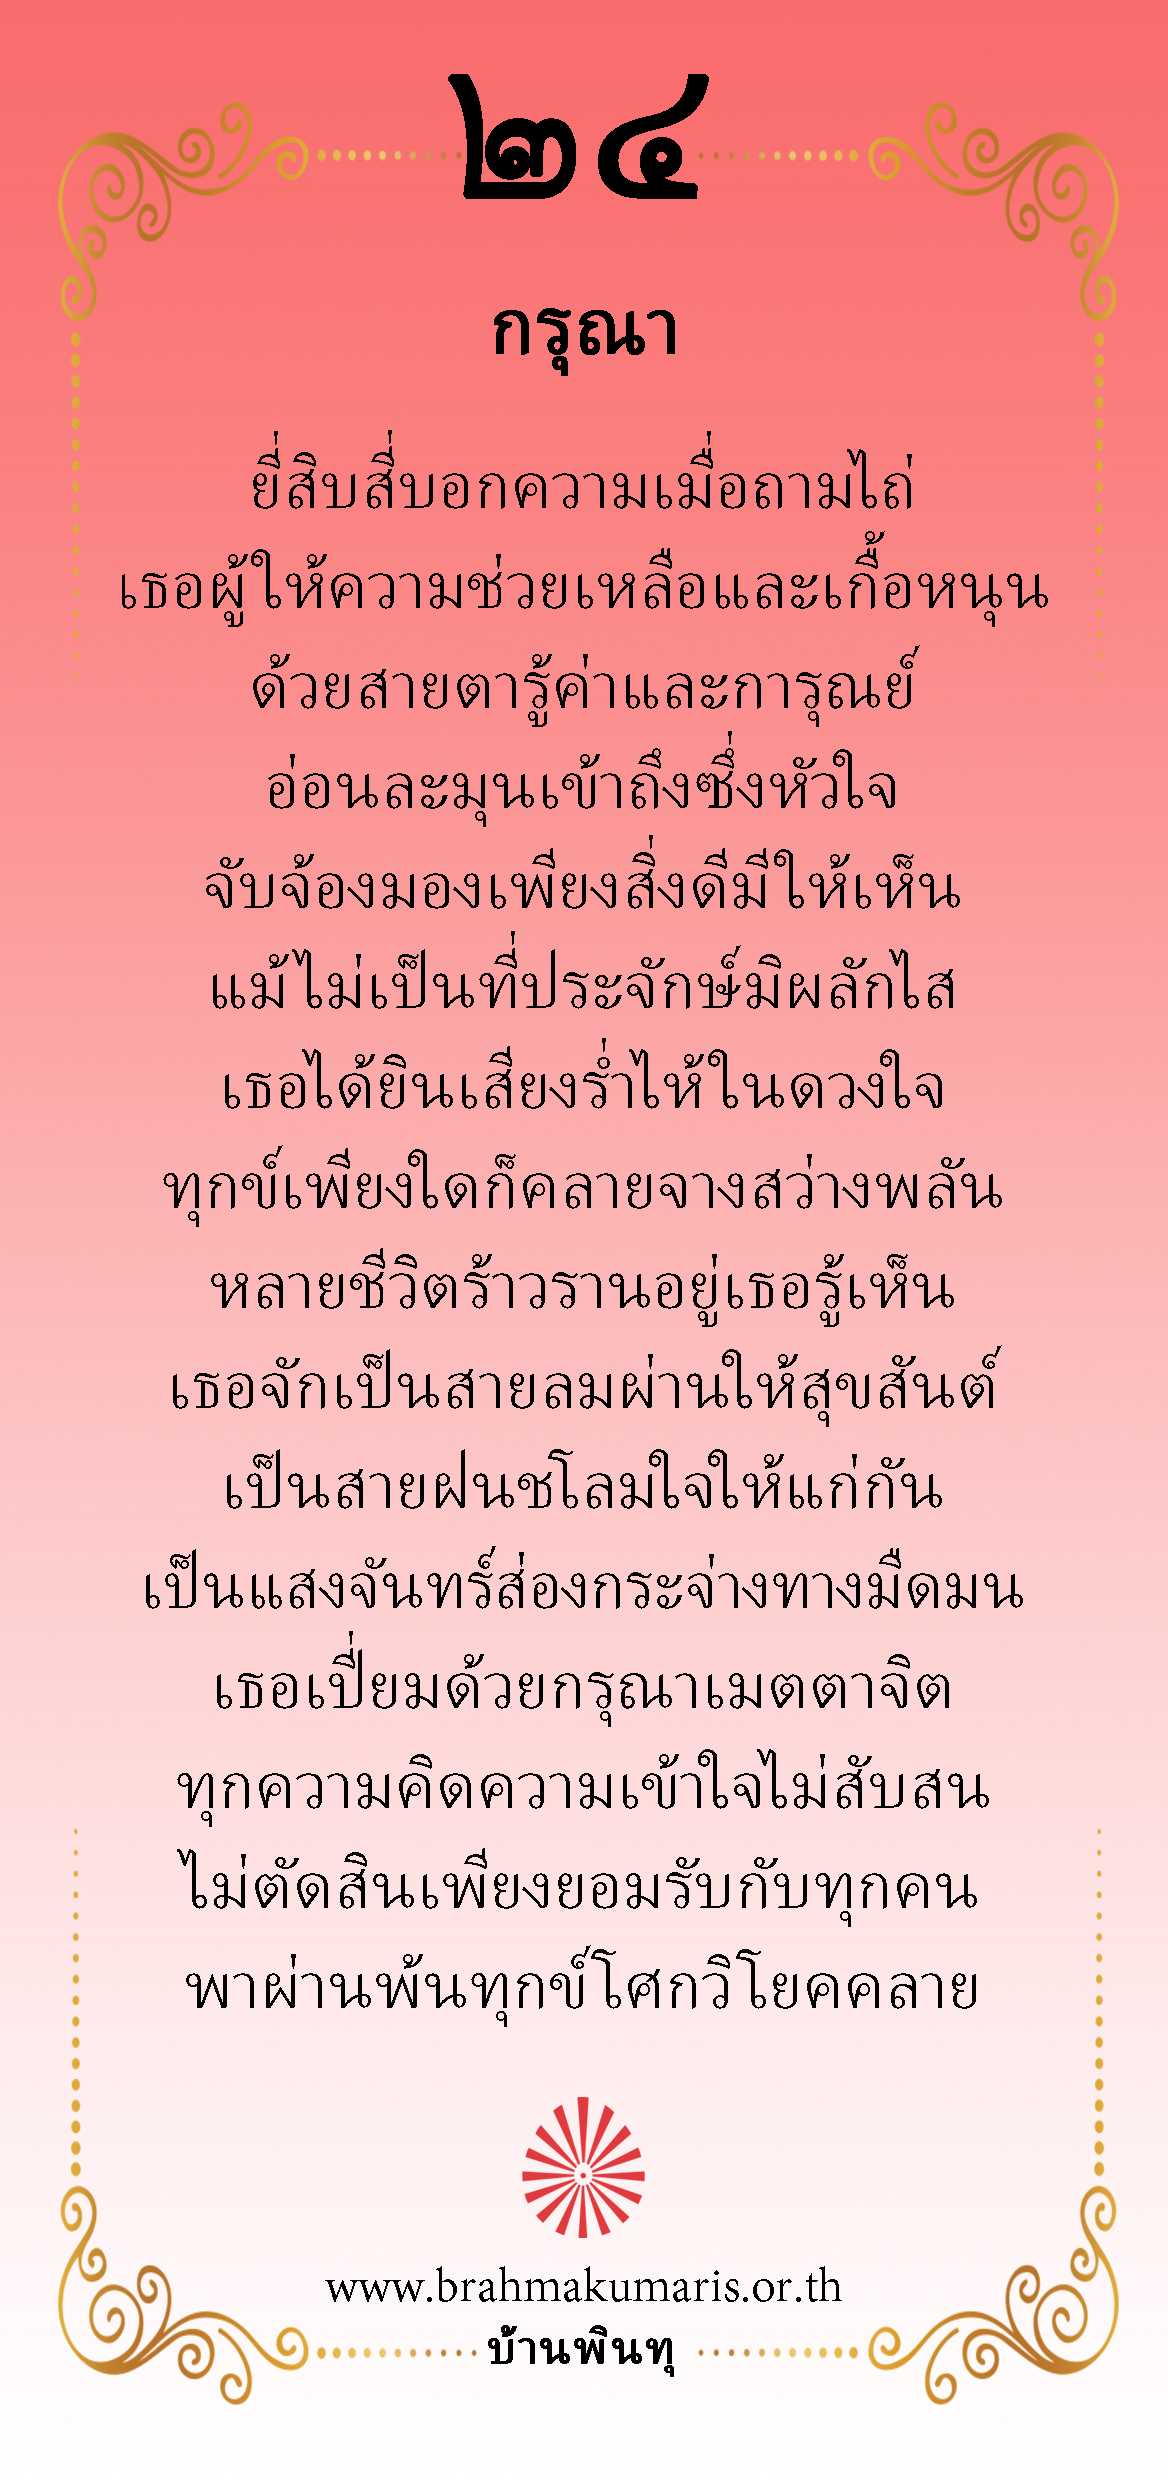 ๒๔
กรุณา
ยี่สิบสี่บอกความเมื่อถามไถ่
เธอผู้ให้ความช่วยเหลือและเกื้อหนุน
ด้วยสายตารู้ค่าและการุณย์
อ่อนละมุนเข้าถึงซึ่งหัวใจ
จับจ้องมองเพียงสิ่งดีมีให้เห็น
แม้ไม่เป็นที่ประจักษ์มิผลักไส
เธอได้ยินเสียงร่ำไห้ในดวงใจ
ทุกข์เพียงใดก็คลายจางสว่างพลัน
หลายชีวิตร้าวรานอยู่เธอรู้เห็น
เธอจักเป็นสายลมผ่านให้สุขสันต์
เป็นสายฝนชโลมใจให้แก่กัน
เป็นแสงจันทร์ส่องกระจ่างทางมืดมน
เธอเปี่ยมด้วยกรุณาเมตตาจิต
ทุกความคิดความเข้าใจไม่สับสน
ไม่ตัดสินเพียงยอมรับกับทุกคน
พาผ่านพ้นทุกข์โศกวิโยคคลาย
www.brahmakumaris.or.th
บ้านพินทุ